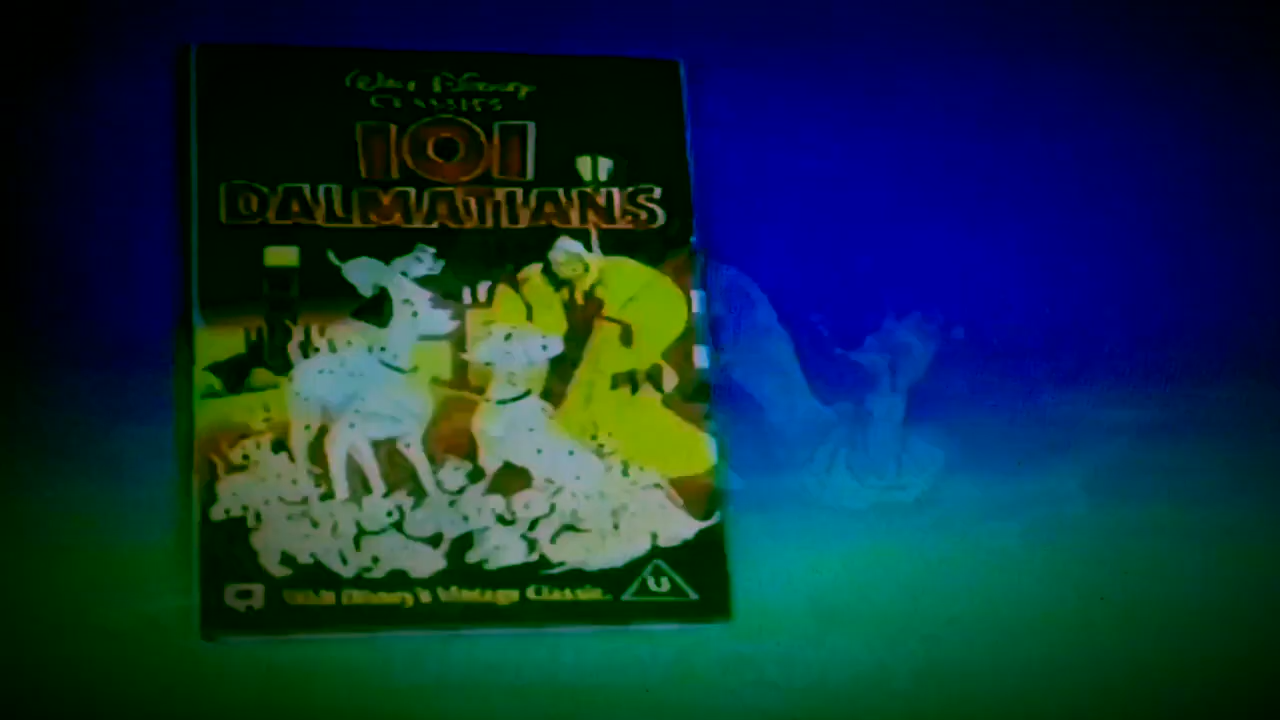 Walt Disney
CLASSICS
101
DALMATIANS
Walt Disney's Vintage Classic.
U